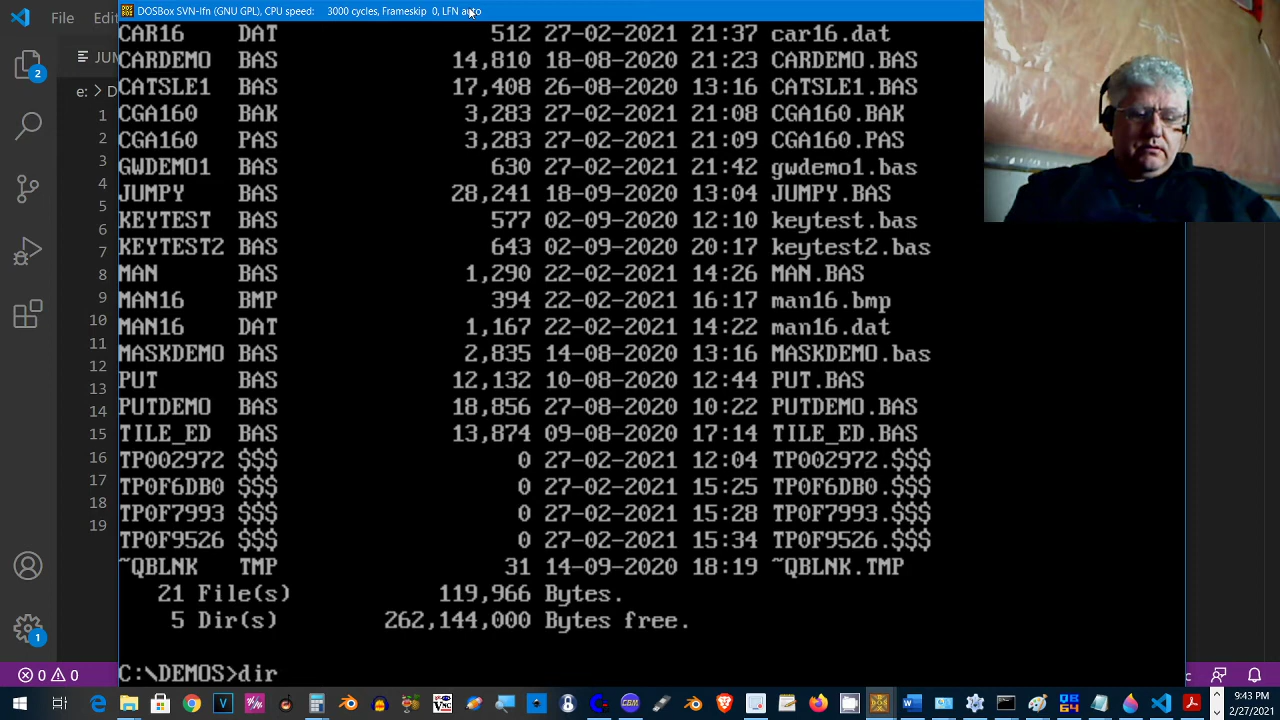 DOSBox SVN-lfn (GNU GPL), CPU speed: 3000 cycles, Frameskip 0, LFN auto
File
2
JUM
e: > D
1
2
3
4
5
6
7
8
9
10
11
12
13
14
15
16
17
18
19
CAR16 DAT 512 27-02-2021 21:37 car16.dat
CARDEMO BAS 14,810 18-08-2020 21:23 CARDEMO.BAS
CATSLE1 BAS 17,408 26-08-2020 13:16 CATSLE1.BAS
CGA160 BAK 3,283 27-02-2021 21:08 CGA160.BAK
CGA160 PAS 3,283 27-02-2021 21:09 CGA160.PAS
GWDEMO1 BAS 630 27-02-2021 21:42 gwdemo1.bas
JUMPY BAS 28,241 18-09-2020 13:04 JUMPY.BAS
KEYTEST BAS 577 02-09-2020 12:10 keytest.bas
KEYTEST2 BAS 643 02-09-2020 20:17 keytest2.bas
MAN BAS 1,290 22-02-2021 14:26 MAN.BAS
MAN16 BMP 394 22-02-2021 16:17 man16.bmp
MAN16 DAT 1,167 22-02-2021 14:22 man16.dat
MASKDEMO BAS 2,835 14-08-2020 13:16 MASKDEMO.bas
PUT BAS 12,132 10-08-2020 12:44 PUT.BAS
PUTDEMO BAS 18,856 27-08-2020 10:22 PUTDEMO.BAS
TILE_ED BAS 13,874 09-08-2020 17:14 TILE_ED.BAS
TP002972 $$$ 0 27-02-2021 12:04 TP002972.$$$
TP0F6DB0 $$$ 0 27-02-2021 15:25 TP0F6DB0.$$$
TP0F7993 $$$ 0 27-02-2021 15:28 TP0F7993.$$$
TP0F9526 $$$ 0 27-02-2021 15:34 TP0F9526.$$$
~QBLNK TMP 31 14-09-2020 18:19 ~QBLNK.TMP
21 File(s) 119,966 Bytes.
5 Dir(s) 262,144,000 Bytes free.
C:\DEMOS>dir
1
0 0
c
9:43 PM
2/27/2021